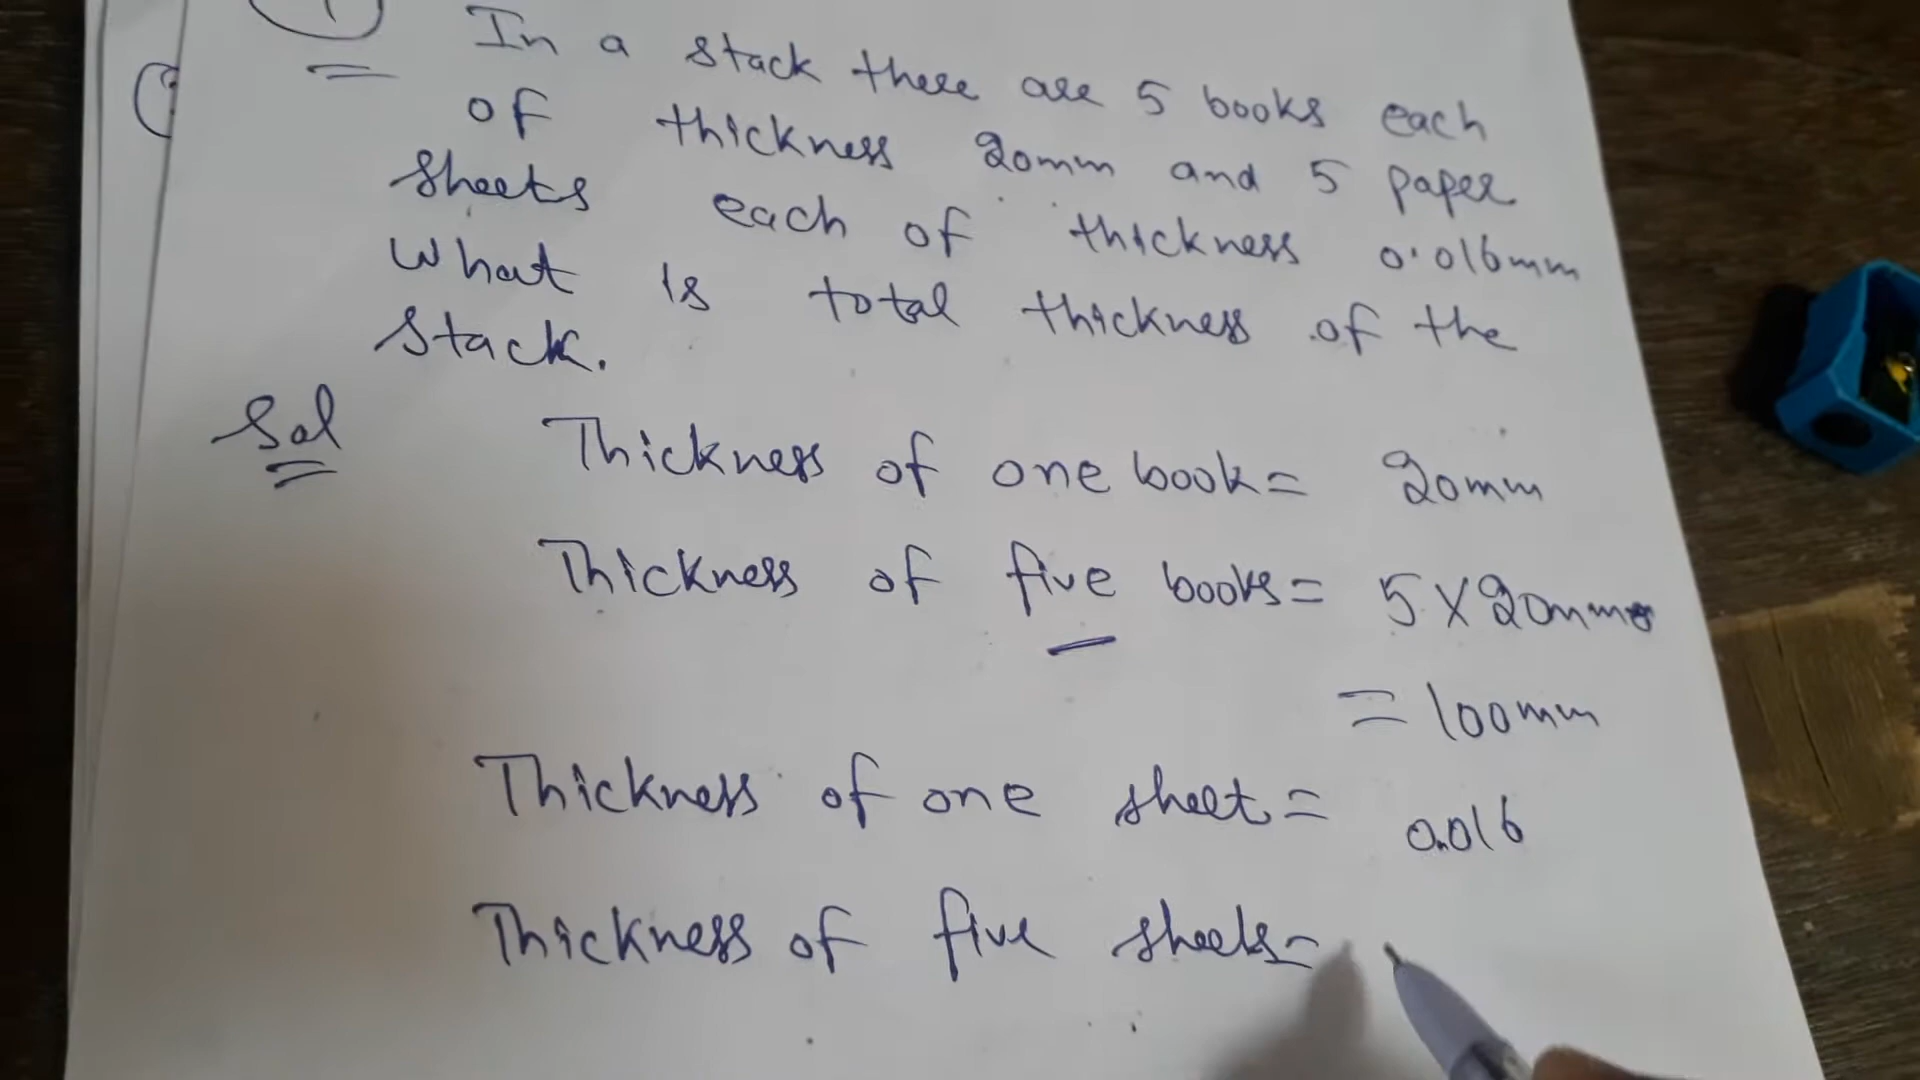 In a stack there are 5 books each
of thickness 20mm and 5 paper
sheets each of thickness 0.016mm
What is total thickness of the
stack.
Sol
Thickness of one book = 20mm
Thickness of five books = 5 X 20mm
= 100mm
Thickness of one sheet = 0.016
Thickness of five sheets =